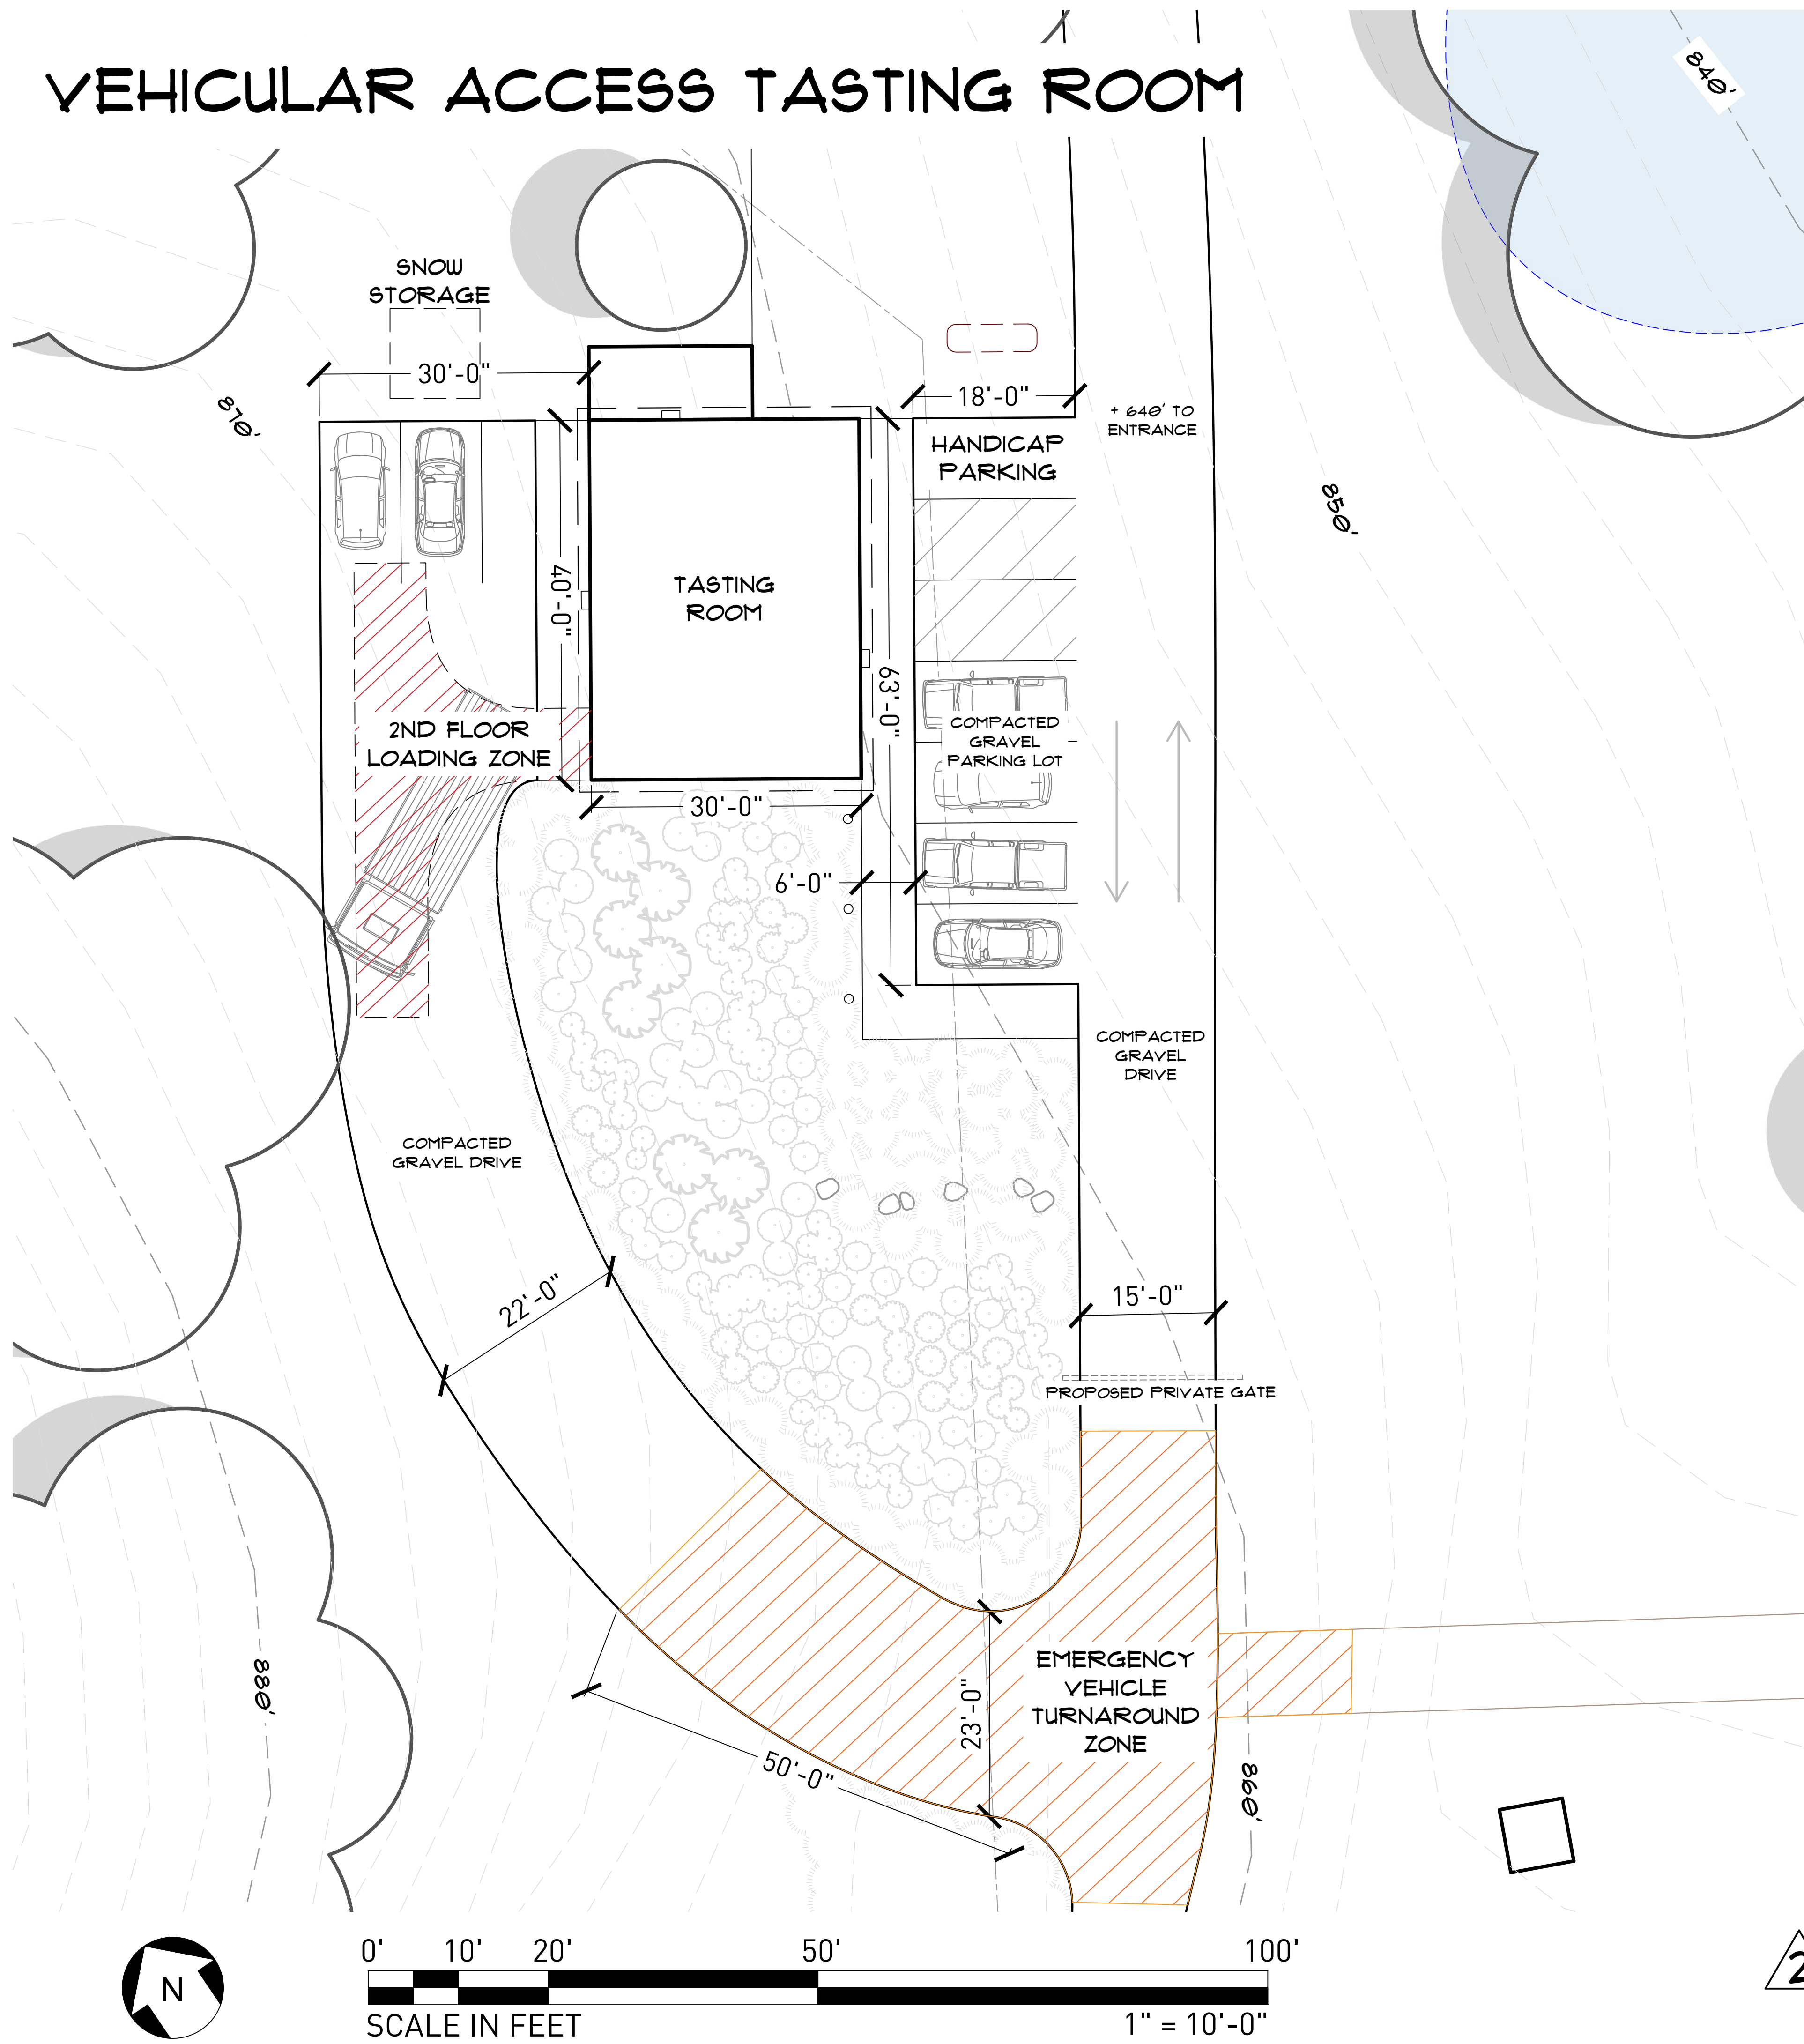 VEHICULAR ACCESS TASTING ROOM
840'
SNOW
STORAGE
30'-0"
18'-0"
870'
+ 640' TO
ENTRANCE
HANDICAP
PARKING
850'
40'-0"
TASTING
ROOM
63'-0"
2ND FLOOR
LOADING ZONE
COMPACTED
GRAVEL
PARKING LOT
30'-0"
6'-0"
COMPACTED
GRAVEL
DRIVE
COMPACTED
GRAVEL DRIVE
22'-0"
15'-0"
PROPOSED PRIVATE GATE
EMERGENCY
VEHICLE
TURNAROUND
ZONE
23'-0"
880'
50'-0"
860'
N
0' 10' 20' 50' 100'
SCALE IN FEET 1" = 10'-0"
2